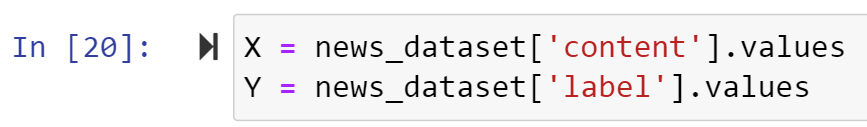 In [20]: X = news_dataset['content'].values
Y = news_dataset['label'].values